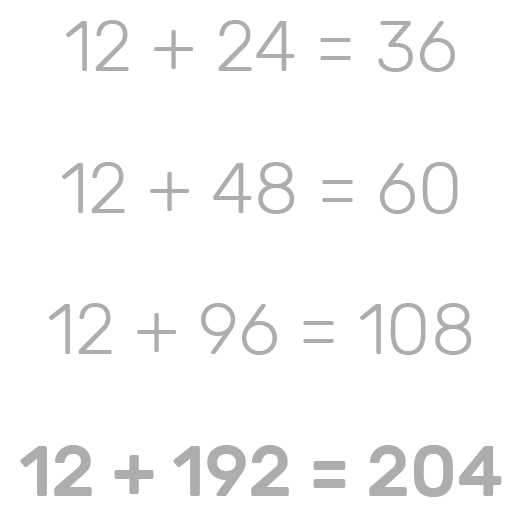 12 + 24 = 36
12 + 48 = 60
12 + 96 = 108
12 + 192 = 204